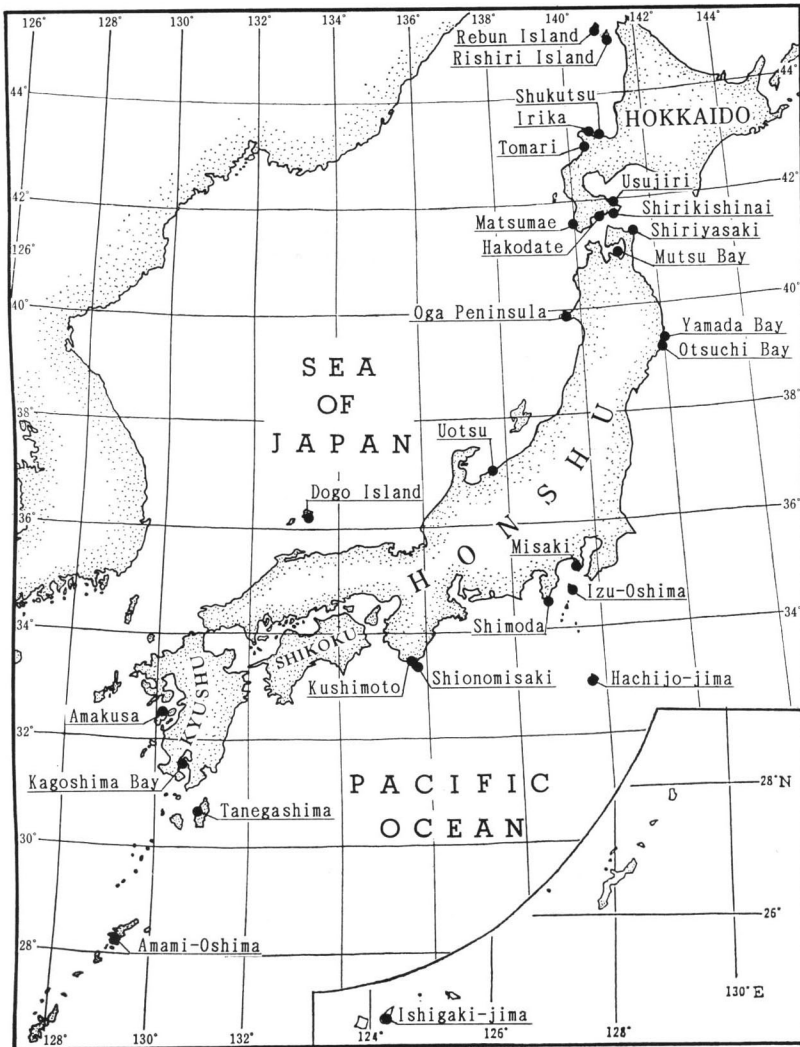 126° 128° 130° 132° 134° 136° 138° 140° 142° 144°
Rebun Island
Rishiri Island
44° 44°
Shukutsu
Irika
HOKKAIDO
Tomari
Usujiri
42° 42°
Shirikishinai
Matsumae
Shiriyasaki
Hakodate
126°
Mutsu Bay
40° 40°
Oga Peninsula
Yamada Bay
Otsuchi Bay
SEA
OF
JAPAN
38° 38°
Uotsu
HONSHU
Dogo Island
36° 36°
Misaki
Izu-Oshima
34° 34°
Shimoda
SHIKOKU
KYUSHU
Kushimoto
Shionomisaki
Hachijo-jima
Amakusa
32°
Kagoshima Bay
PACIFIC
OCEAN
28°N
Tanegashima
30°
26°
28°
Amami-Oshima
130°E
Ishigaki-jima
128° 130° 124° 126° 128°